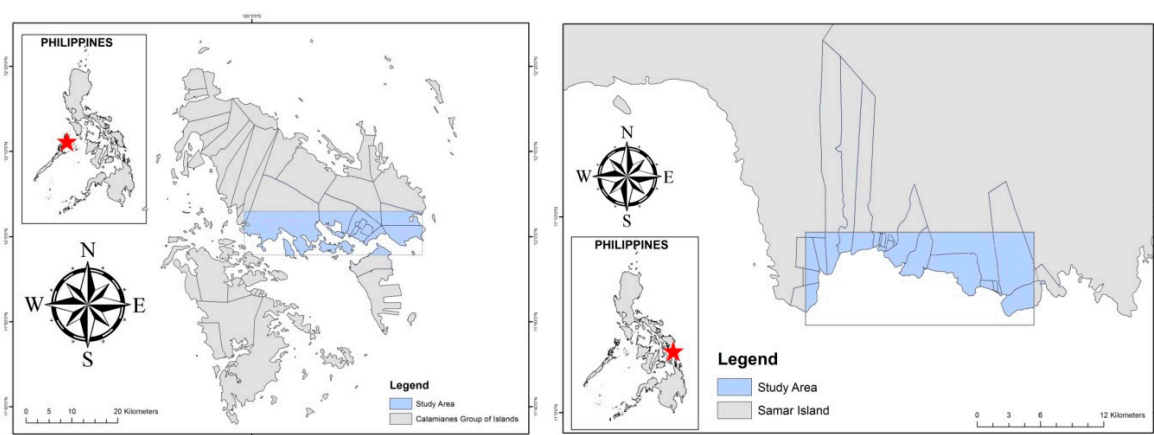 PHILIPPINES
N
W E
S
Legend
Study Area
Calamianes Group of Islands
0 5 10 20 Kilometers
N
W E
S
PHILIPPINES
Legend
Study Area
Samar Island
0 3 6 12 Kilometers